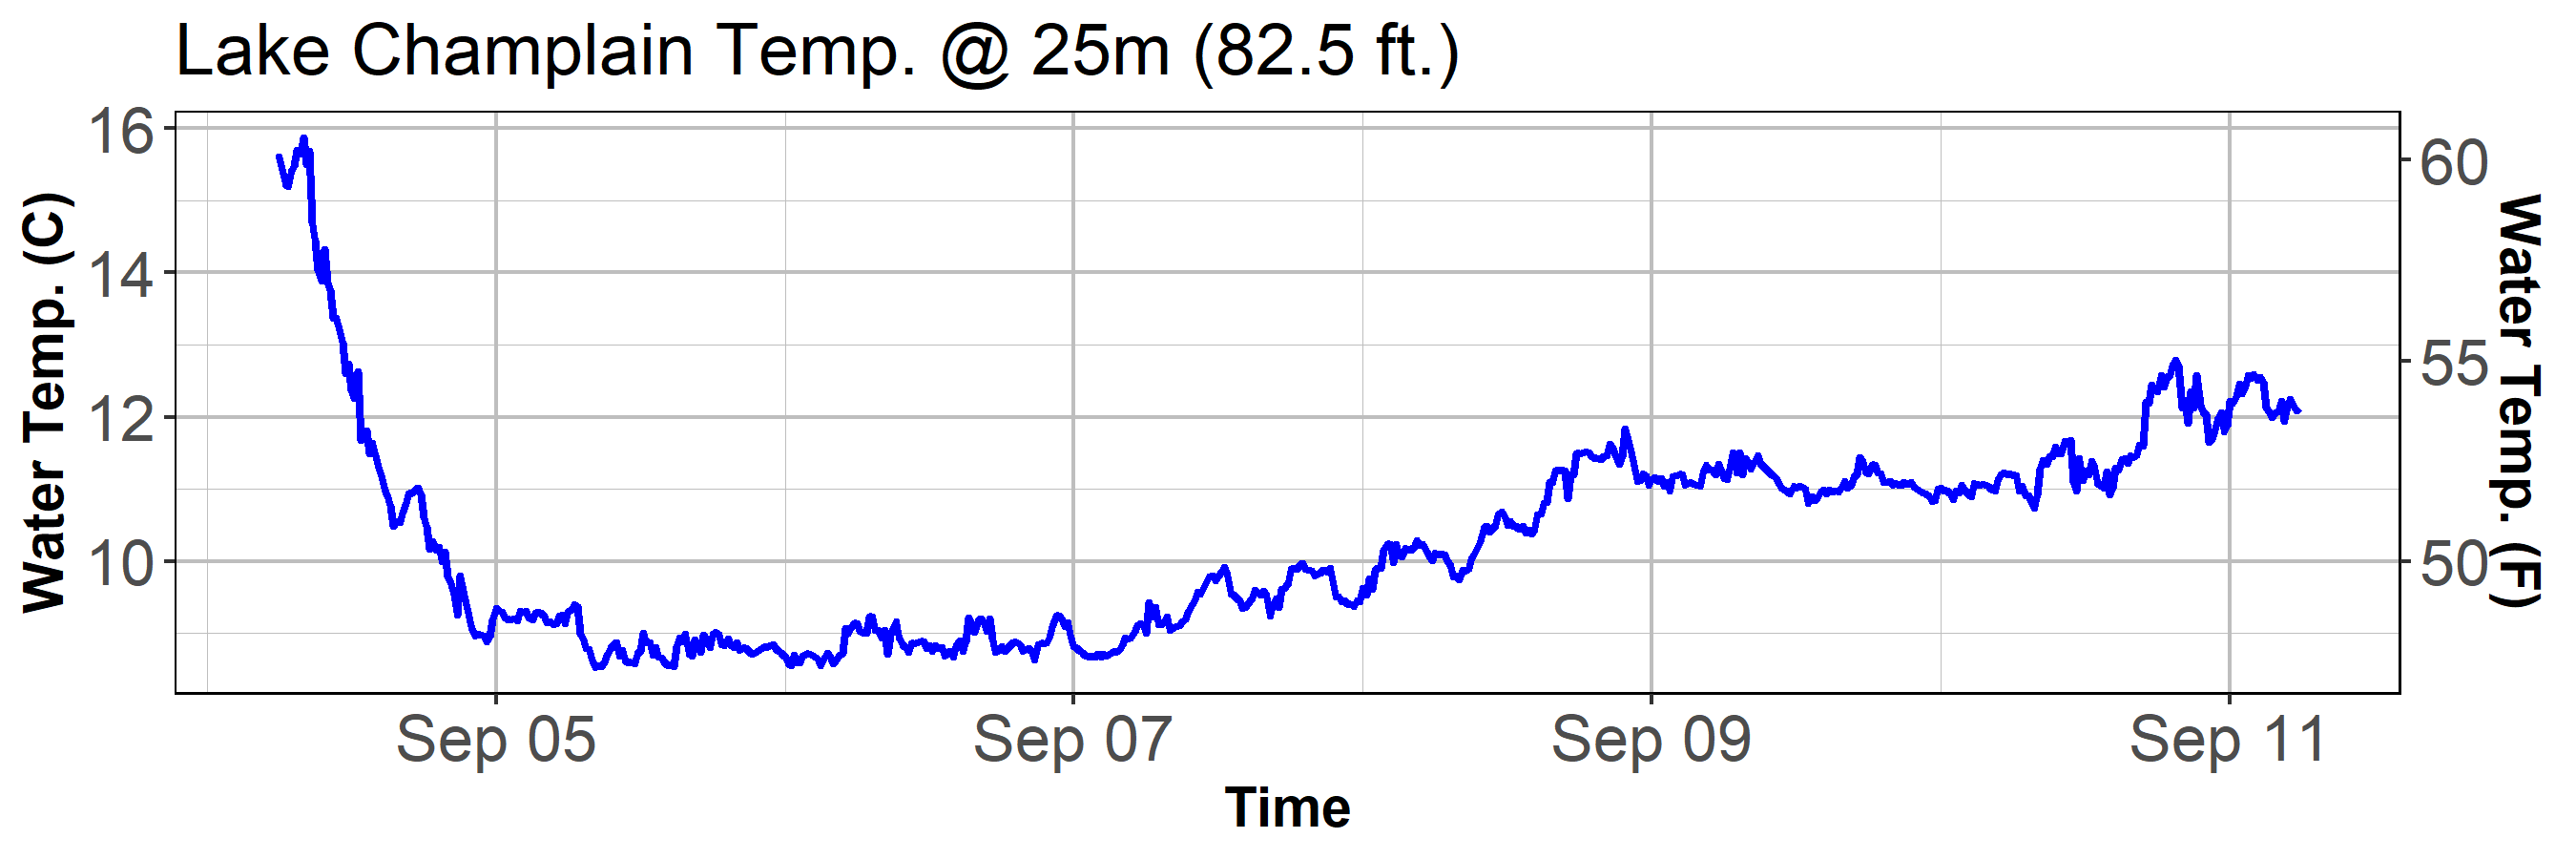 Lake Champlain Temp. @ 25m (82.5 ft.)
16
14
12
10
Water Temp. (C)
60
55
50
Water Temp. (F)
Sep 05 Sep 07 Sep 09 Sep 11
Time